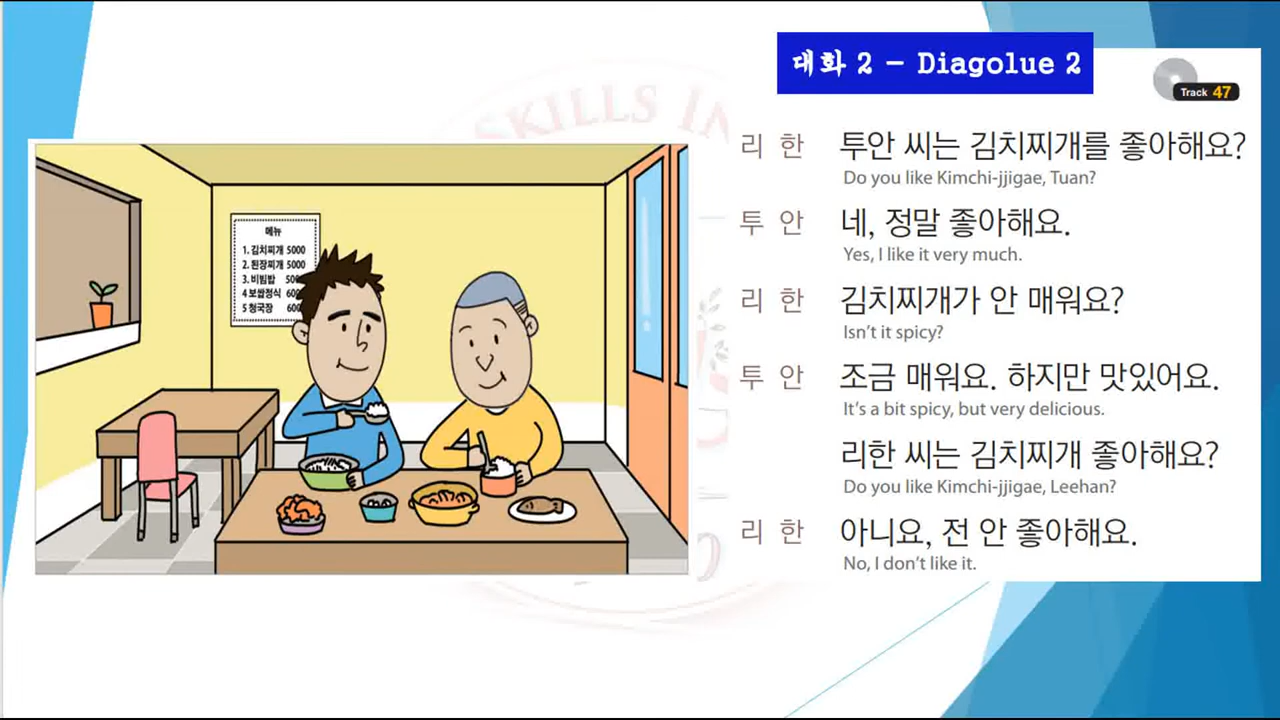 대화 2 – Diagolue 2
Track 47
리 한 투안 씨는 김치찌개를 좋아해요?
Do you like Kimchi-jjigae, Tuan?
투 안 네, 정말 좋아해요.
Yes, I like it very much.
리 한 김치찌개가 안 매워요?
Isn't it spicy?
투 안 조금 매워요. 하지만 맛있어요.
It's a bit spicy, but very delicious.
리한 씨는 김치찌개 좋아해요?
Do you like Kimchi-jjigae, Leehan?
리 한 아니요, 전 안 좋아해요.
No, I don't like it.
메뉴
1. 김치찌개 5000
2. 된장찌개 5000
3. 비빔밥
4 보쌈정식
5 청국장
SKILLS